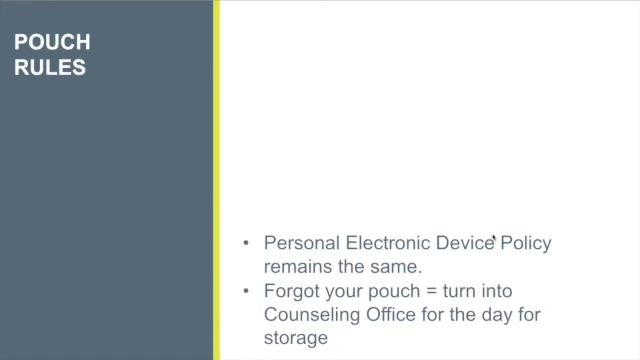 POUCH
RULES
• Personal Electronic Device Policy
remains the same.
• Forgot your pouch = turn into
Counseling Office for the day for
storage